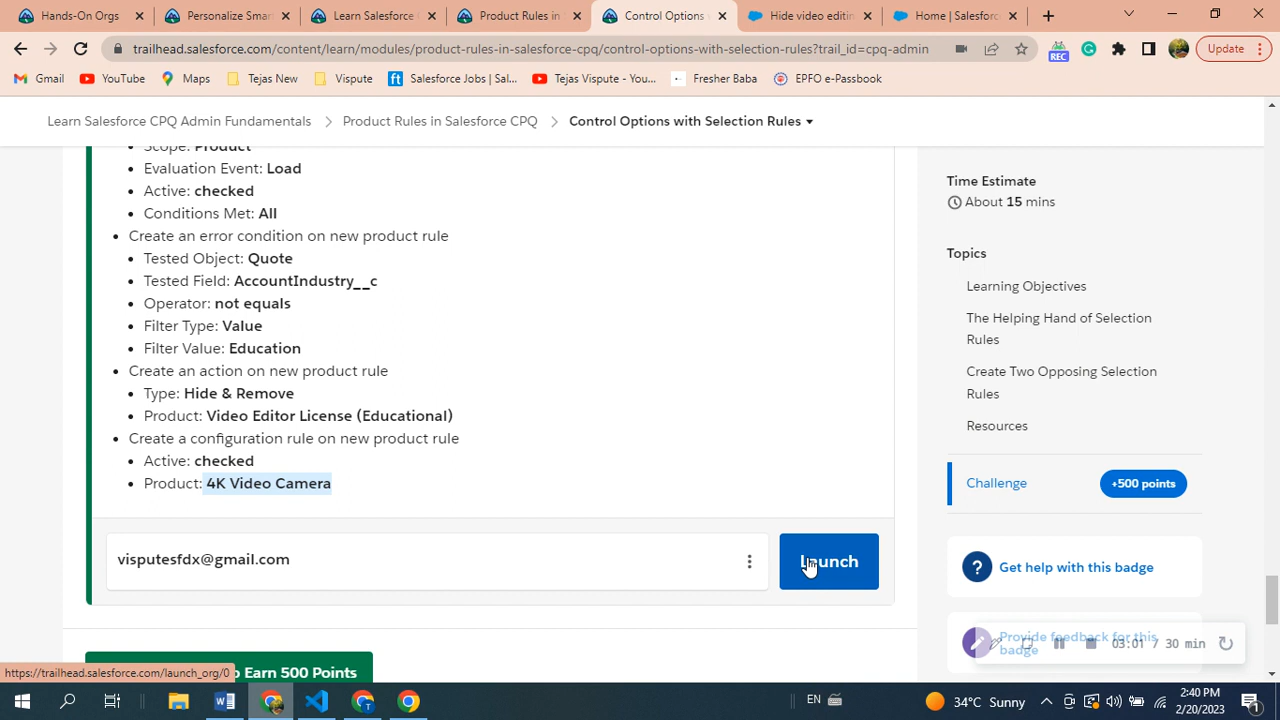 Hands-On Orgs
Personalize Smar
Learn Salesforce C
Product Rules in S
Control Options v
Hide video editin
Home | Salesforc
trailhead.salesforce.com/content/learn/modules/product-rules-in-salesforce-cpq/control-options-with-selection-rules?trail_id=cpq-admin
REC
Update
Gmail
YouTube
Maps
Tejas New
Vispute
ft
Salesforce Jobs | Sal...
Tejas Vispute - You...
Fresher Baba
EPFO e-Passbook
Learn Salesforce CPQ Admin Fundamentals
Product Rules in Salesforce CPQ
Control Options with Selection Rules
Scope: Product
Evaluation Event: Load
Active: checked
Conditions Met: All
Create an error condition on new product rule
Tested Object: Quote
Tested Field: AccountIndustry__c
Operator: not equals
Filter Type: Value
Filter Value: Education
Create an action on new product rule
Type: Hide & Remove
Product: Video Editor License (Educational)
Create a configuration rule on new product rule
Active: checked
Product: 4K Video Camera
visputesfdx@gmail.com
Launch
o Earn 500 Points
Time Estimate
About 15 mins
Topics
Learning Objectives
The Helping Hand of Selection
Rules
Create Two Opposing Selection
Rules
Resources
Challenge
+500 points
Get help with this badge
Provide feedback for this
badge
03:01 / 30 min
https://trailhead.salesforce.com/launch_org/0
EN
34°C Sunny
2:40 PM
2/20/2023
1